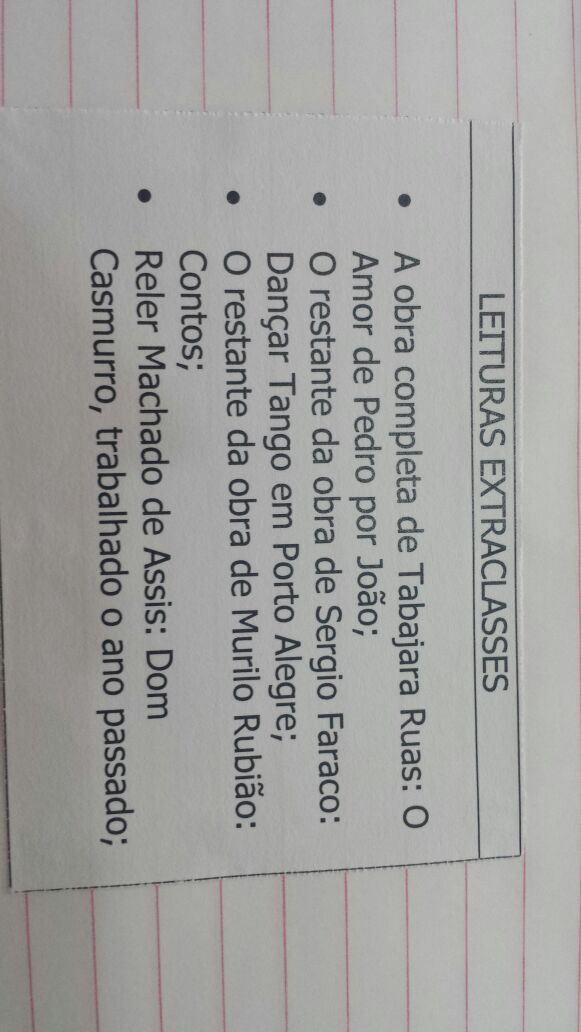 LEITURAS EXTRACLASSES
• A obra completa de Tabajara Ruas: O
Amor de Pedro por João;
• O restante da obra de Sergio Faraco:
Dançar Tango em Porto Alegre;
• O restante da obra de Murilo Rubião:
Contos;
• Reler Machado de Assis: Dom
Casmurro, trabalhado o ano passado;